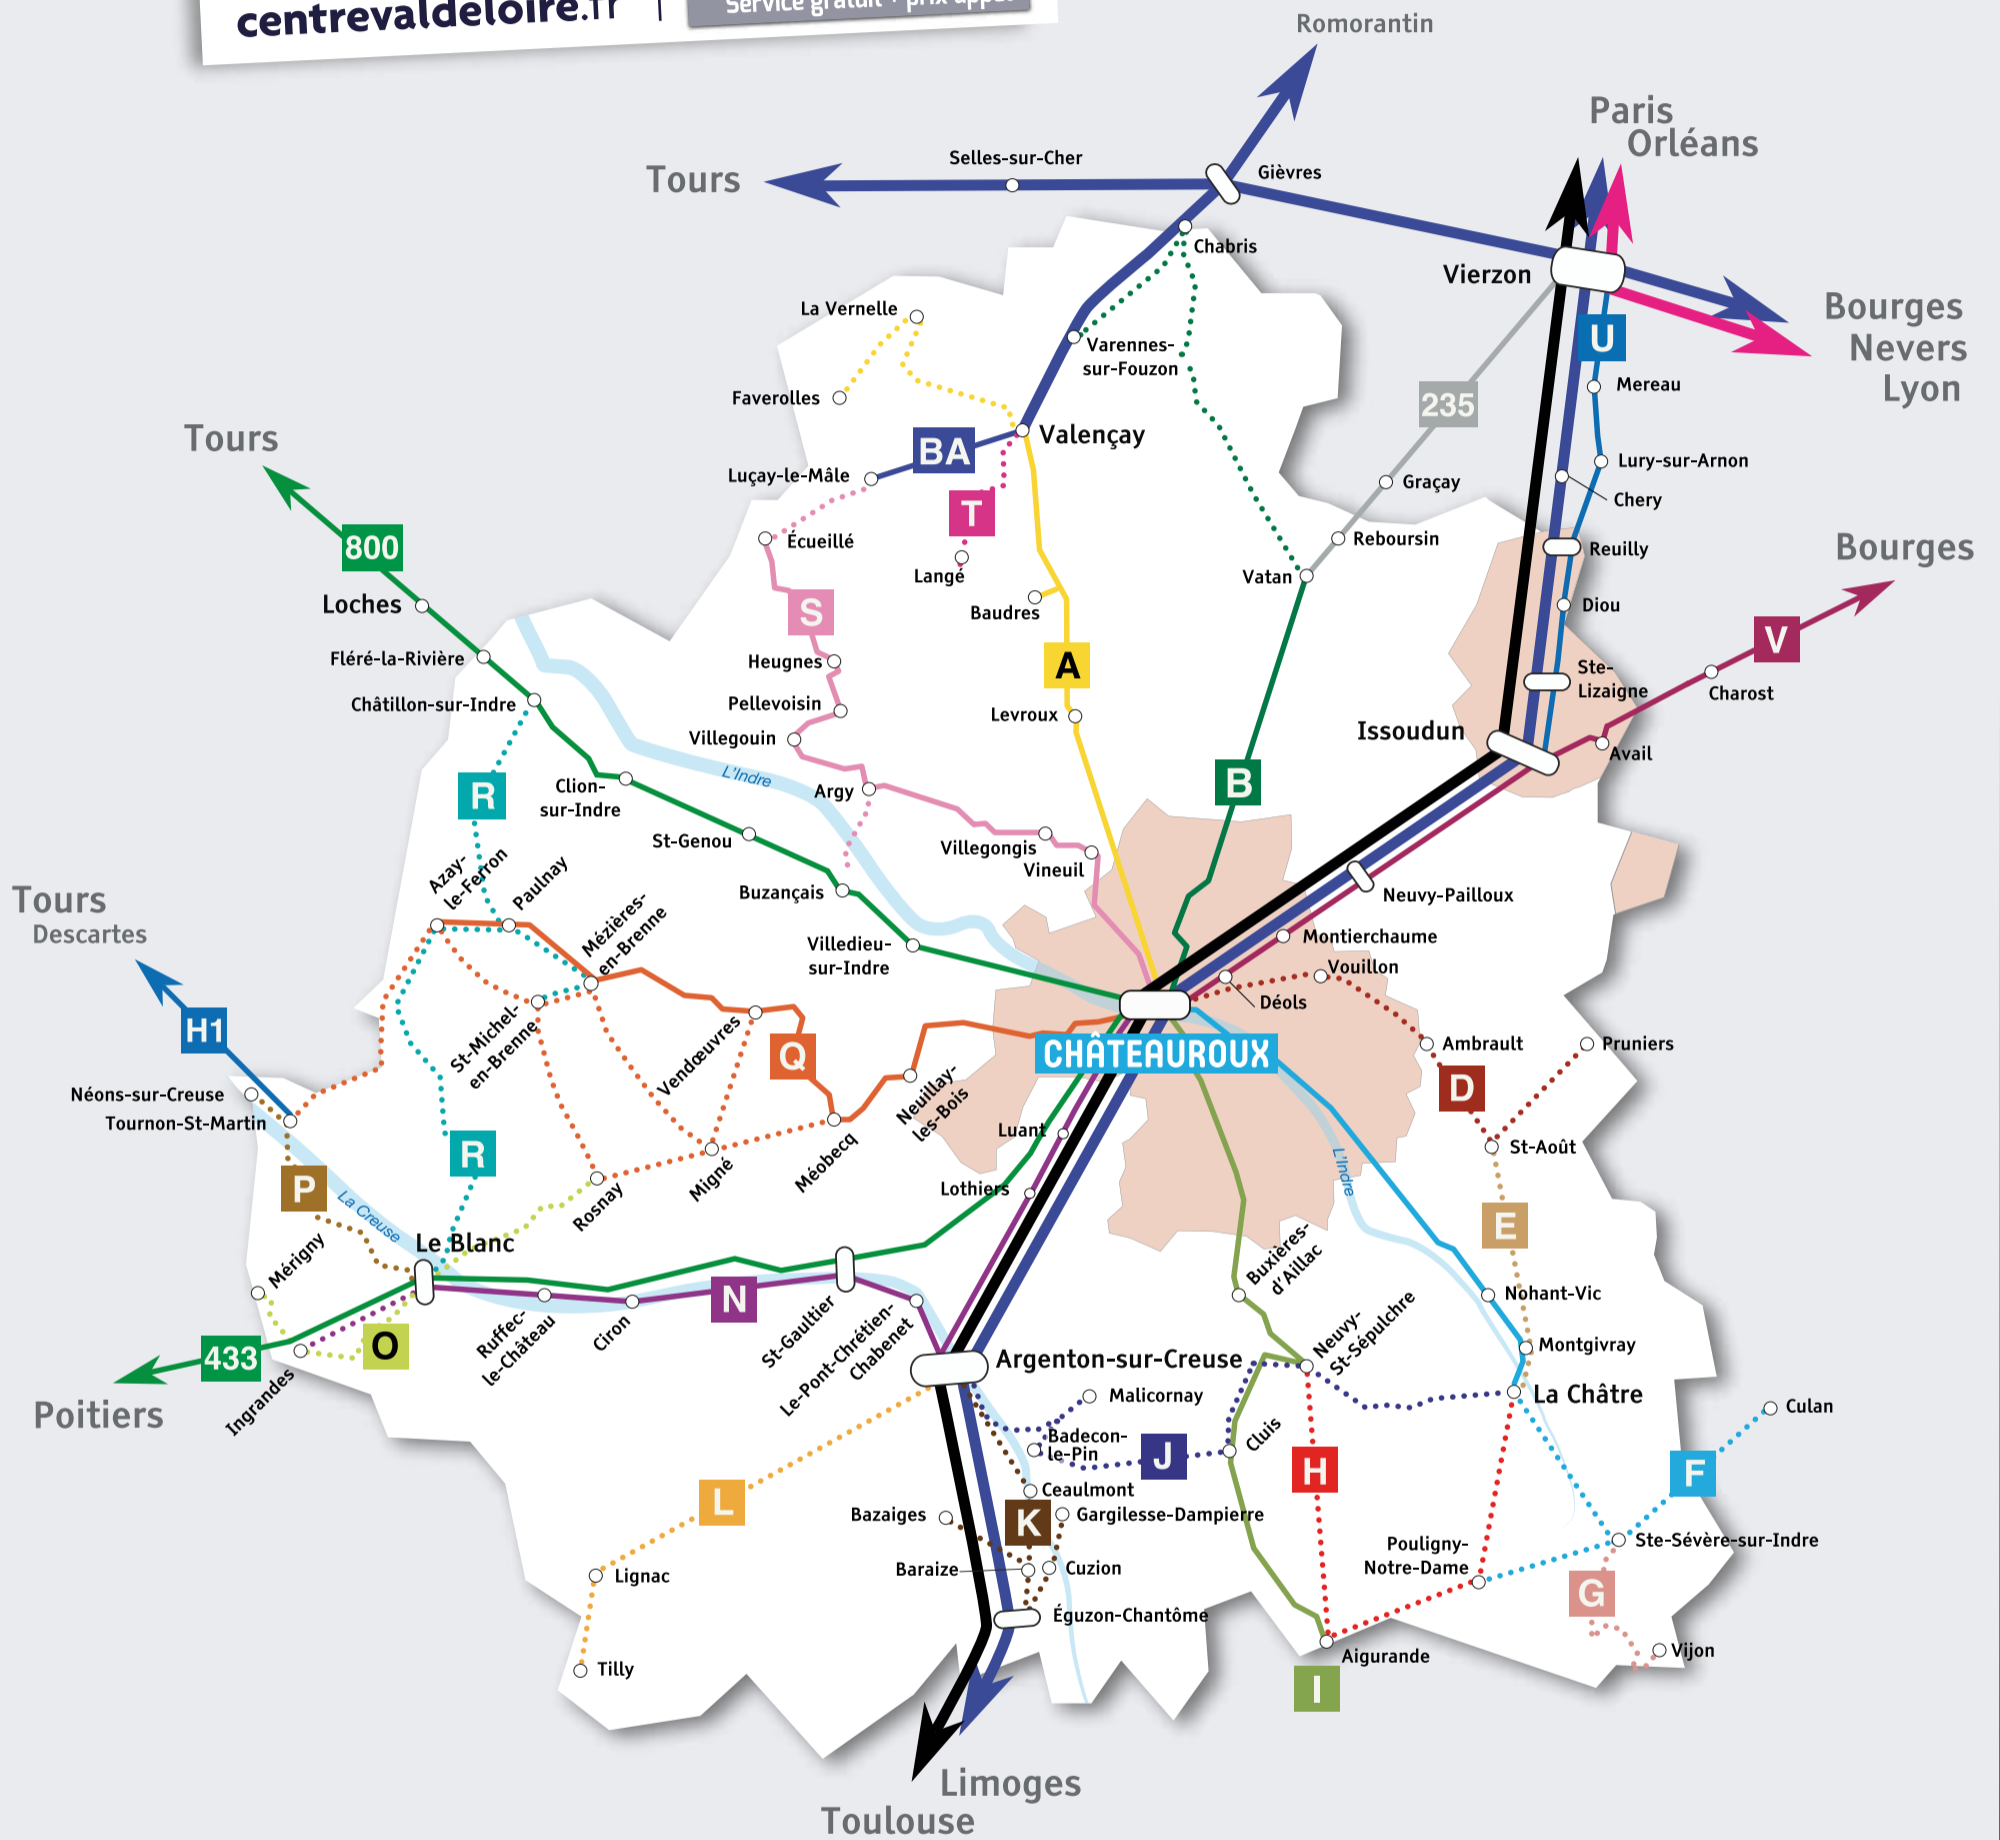 centrevaldeloire.fr
Service gratuit + prix appel
Romorantin
Paris
Orléans
Tours
Selles-sur-Cher
Gièvres
Chabris
Vierzon
Bourges
Nevers
Lyon
La Vernelle
Varennes-
sur-Fouzon
U
Mereau
Faverolles
235
Tours
BA
Valençay
Luçay-le-Mâle
Graçay
Lury-sur-Arnon
Chery
T
800
Écueillé
Reboursin
Reuilly
Bourges
Langé
Vatan
Loches
Baudres
Diou
S
V
Fléré-la-Rivière
Heugnes
A
Ste-
Lizaigne
Charost
Châtillon-sur-Indre
Pellevoisin
Levroux
Villegouin
Issoudun
Avail
R
L'Indre
B
Clion-
sur-Indre
Argy
St-Genou
Villegongis
Vineuil
Azay-
le-Ferron
Paulnay
Buzançais
Neuvy-Pailloux
Tours
Descartes
Mézières-
en-Brenne
Villedieu-
sur-Indre
Montierchaume
Vouillon
Déols
H1
St-Michel-
en-Brenne
Vendœuvres
Q
CHÂTEAUROUX
Ambrault
Pruniers
D
Néons-sur-Creuse
Tournon-St-Martin
Neuillay-
les-Bois
Luant
R
Méobecq
St-Août
P
Migné
Lothiers
L'Indre
La Creuse
Rosnay
E
Le Blanc
Mérigny
Buxières-
d'Aillac
Nohant-Vic
N
Ruffec-
le-Château
Ciron
St-Gaultier
Le-Pont-Chrétien-
Chabenet
Neuvy-
St-Sépulchre
Montgivray
O
433
Argenton-sur-Creuse
Poitiers
Ingrandes
Malicornay
La Châtre
Culan
Badecon-
le-Pin
J
Cluis
H
F
L
Ceaulmont
Bazaiges
K
Gargilesse-Dampierre
Pouligny-
Notre-Dame
Ste-Sévère-sur-Indre
Lignac
Baraize
Cuzion
G
Éguzon-Chantôme
Tilly
Aigurande
Vijon
I
Limoges
Toulouse